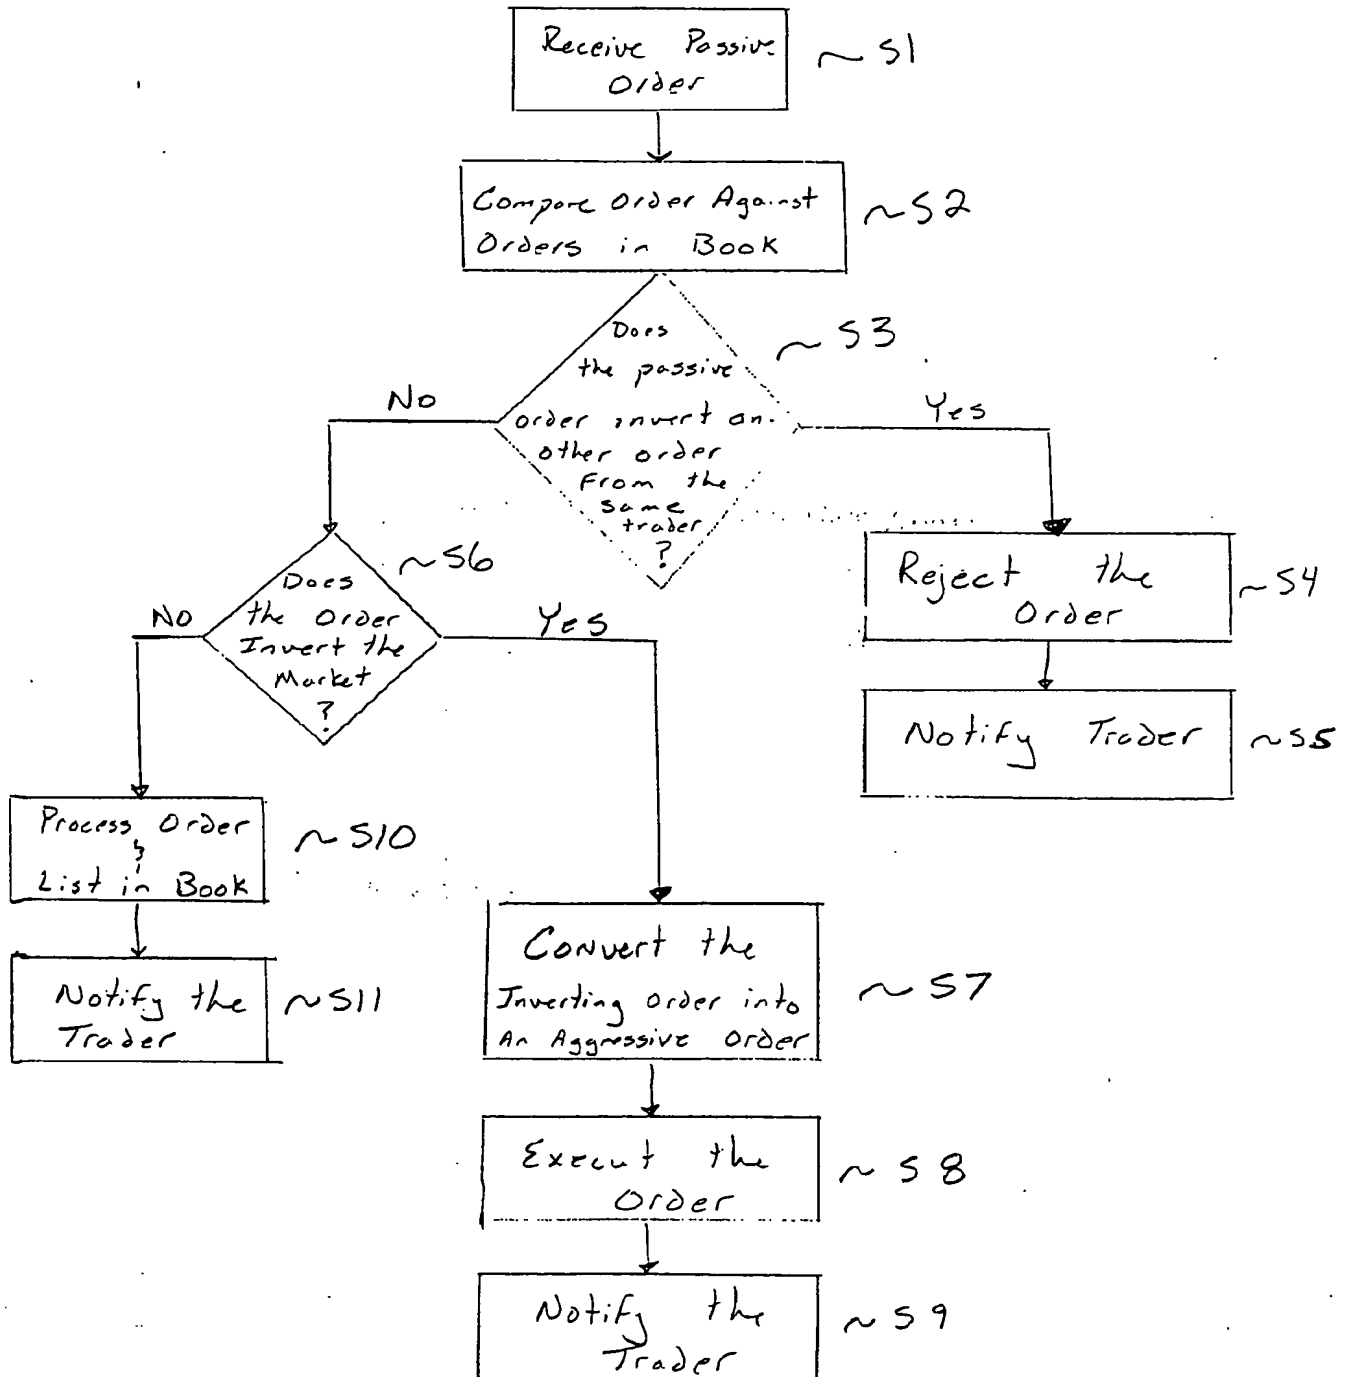 Receive Passive
Order
~ S1
Compare Order Against
Orders in Book
~ S2
Does
the passive
order invert an-
other order
From the
same
trader
?
~ S3
No
Yes
Reject the
Order
~ S4
Notify Trader
~ S5
Does
the Order
Invert the
Market
?
~ S6
No
Yes
Process Order
&
List in Book
~ S10
Notify the
Trader
~ S11
Convert the
Inverting order into
An Aggressive Order
~ S7
Execut the
Order
~ S8
Notify the
Trader
~ S9